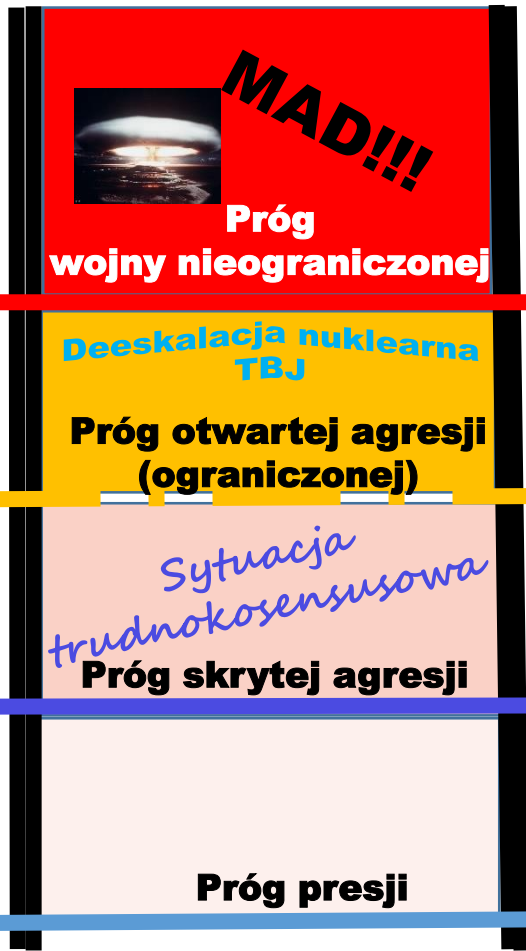 MAD!!!
Próg
wojny nieograniczonej
Deeskalacja nuklearna
TBJ
Próg otwartej agresji
(ograniczonej)
Sytuacja
trudnokosensusowa
Próg skrytej agresji
Próg presji